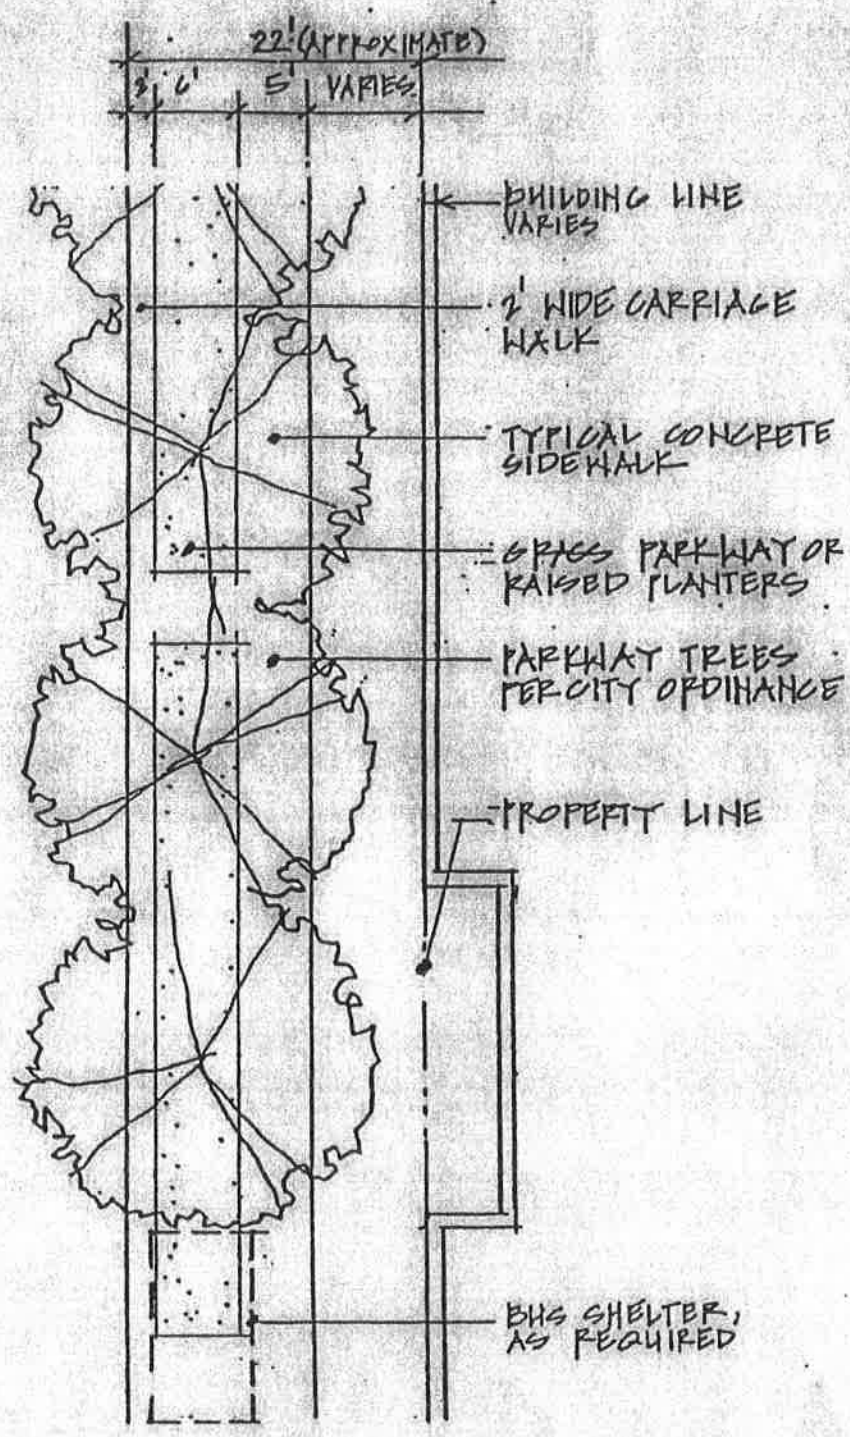 22' (APPROXIMATE)
2' 6' 5' VARIES
BUILDING LINE
VARIES
2' WIDE CARRIAGE
WALK
TYPICAL CONCRETE
SIDEWALK
GRASS PARKWAY OR
RAISED PLANTERS
PARKWAY TREES
PER CITY ORDINANCE
PROPERTY LINE
BUS SHELTER,
AS REQUIRED